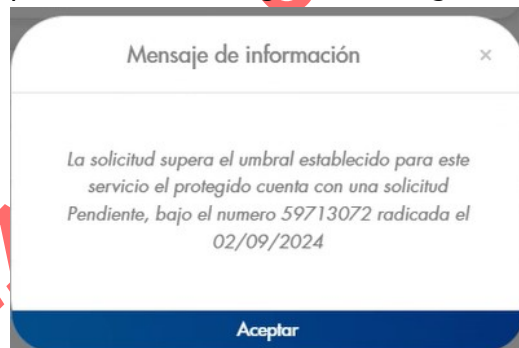 Mensaje de información
×
La solicitud supera el umbral establecido para este
servicio el protegido cuenta con una solicitud
Pendiente, bajo el numero 59713072 radicada el
02/09/2024
Aceptar